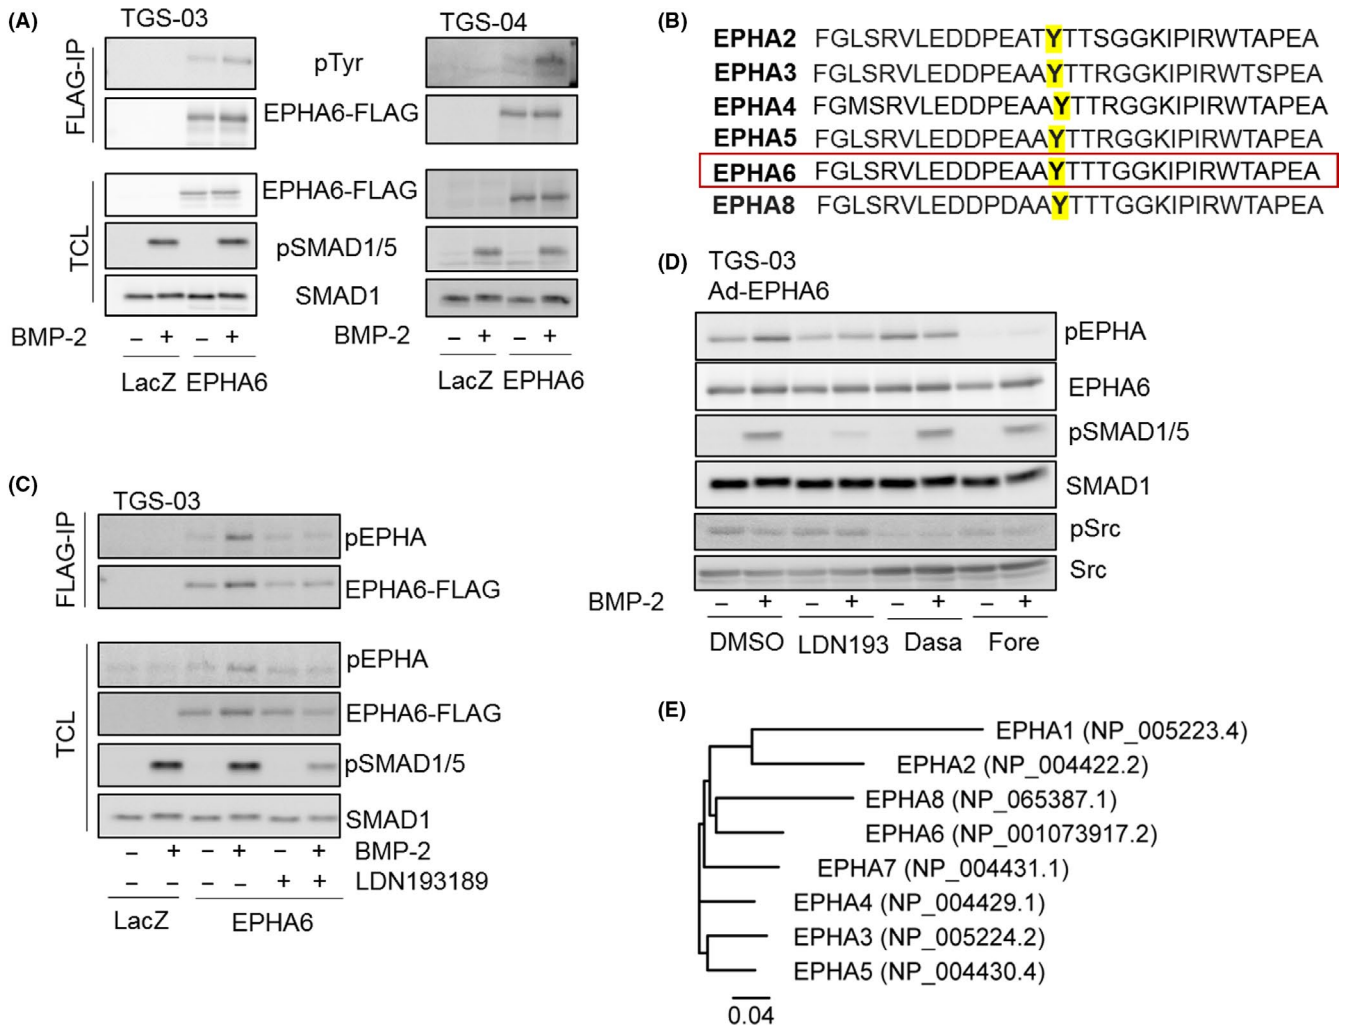 (A)
TGS-03
TGS-04
FLAG-IP
pTyr
EPHA6-FLAG
TCL
EPHA6-FLAG
pSMAD1/5
SMAD1
BMP-2 – + – +
BMP-2 – + – +
LacZ EPHA6
LacZ EPHA6
(B)
EPHA2 FGLSRVLEDDPEATYTTSGGKIPIRWTAPEA
EPHA3 FGLSRVLEDDPEAAYTTRGGKIPIRWTSPEA
EPHA4 FGMSRVLEDDPEAAYTTRGGKIPIRWTAPEA
EPHA5 FGLSRVLEDDPEAAYTTRGGKIPIRWTAPEA
EPHA6 FGLSRVLEDDPEAAYTTTGGKIPIRWTAPEA
EPHA8 FGLSRVLEDDPDAAYTTTGGKIPIRWTAPEA
(C)
TGS-03
FLAG-IP
pEPHA
EPHA6-FLAG
TCL
pEPHA
EPHA6-FLAG
pSMAD1/5
SMAD1
– + – + – + BMP-2
– – – – + + LDN193189
LacZ EPHA6
(D)
TGS-03
Ad-EPHA6
pEPHA
EPHA6
pSMAD1/5
SMAD1
pSrc
Src
BMP-2 – + – + – + – +
DMSO LDN193 Dasa Fore
(E)
EPHA1 (NP_005223.4)
EPHA2 (NP_004422.2)
EPHA8 (NP_065387.1)
EPHA6 (NP_001073917.2)
EPHA7 (NP_004431.1)
EPHA4 (NP_004429.1)
EPHA3 (NP_005224.2)
EPHA5 (NP_004430.4)
0.04